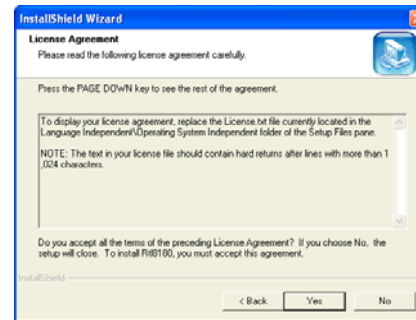 InstallShield Wizard
License Agreement
Please read the following license agreement carefully.
Press the PAGE DOWN key to see the rest of the agreement.
To display your license agreement, replace the License.txt file currently located in the
Language Independent\Operating System Independent folder of the Setup Files pane.
NOTE: The text in your license file should contain hard returns after lines with more than 1
,024 characters.
Do you accept all the terms of the preceding License Agreement? If you choose No, the
setup will close. To install Rtl8180, you must accept this agreement.
InstallShield
< Back
Yes
No